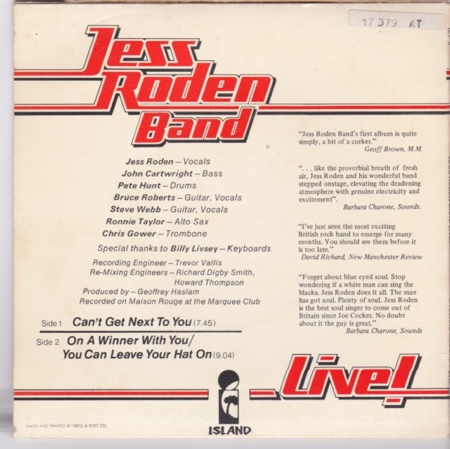 17 379 AT
Jess
Roden
Band
Jess Roden – Vocals
John Cartwright – Bass
Pete Hunt – Drums
Bruce Roberts – Guitar, Vocals
Steve Webb – Guitar, Vocals
Ronnie Taylor – Alto Sax
Chris Gower – Trombone
Special thanks to Billy Livsey – Keyboards
Recording Engineer – Trevor Vallis
Re-Mixing Engineers – Richard Digby Smith,
Howard Thompson
Produced by – Geoffrey Haslam
Recorded on Maison Rouge at the Marquee Club
Side 1 Can't Get Next To You (7.45)
Side 2 On A Winner With You/
You Can Leave Your Hat On (9.04)
"Jess Roden Band's first album is quite
simply, a bit of a corker."
Geoff Brown, M.M.
". . . like the proverbial breath of fresh
air, Jess Roden and his wonderful band
stepped onstage, elevating the deadening
atmosphere with genuine electricity and
excitement".
Barbara Charone, Sounds.
"I've just seen the most exciting
British rock band to emerge for many
months. You should see them before it
is too late."
David Richard, New Manchester Review
"Forget about blue eyed soul. Stop
wondering if a white man can sing the
blacks, Jess Roden does it all. The man
has got soul. Plenty of soul. Jess Roden
is the best soul singer to come out of
Britain since Joe Cocker. No doubt
about it the guy is great."
Barbara Charone, Sounds
Live!
ISLAND
MADE AND PRINTED BY